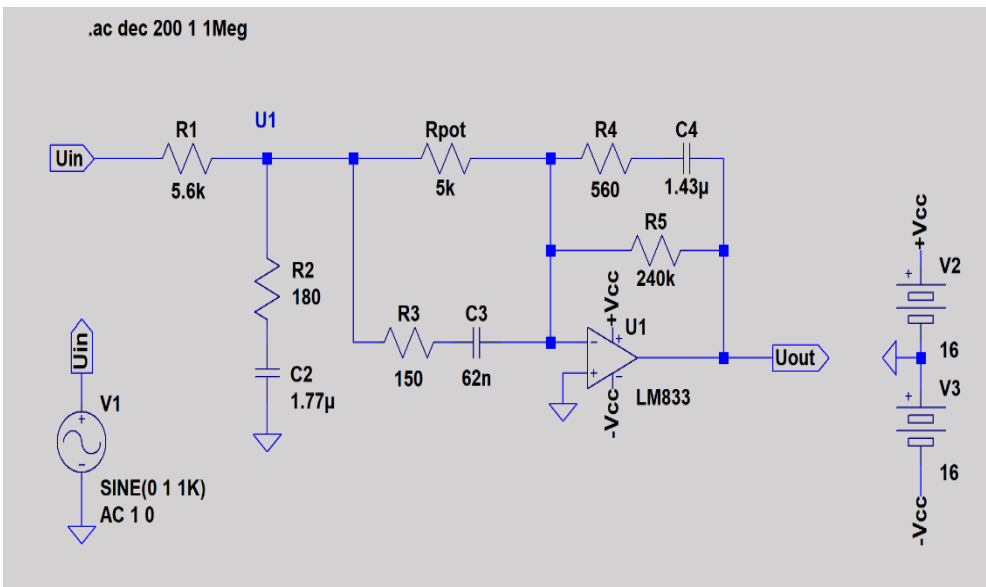 .ac dec 200 1 1Meg
Uin
R1
5.6k
U1
Rpot
5k
R4
560
C4
1.43µ
R5
240k
R2
180
C2
1.77µ
R3
150
C3
62n
+Vcc
U1
-Vcc
LM833
Uout
Uin
V1
SINE(0 1 1K)
AC 1 0
+Vcc
V2
16
V3
16
-Vcc